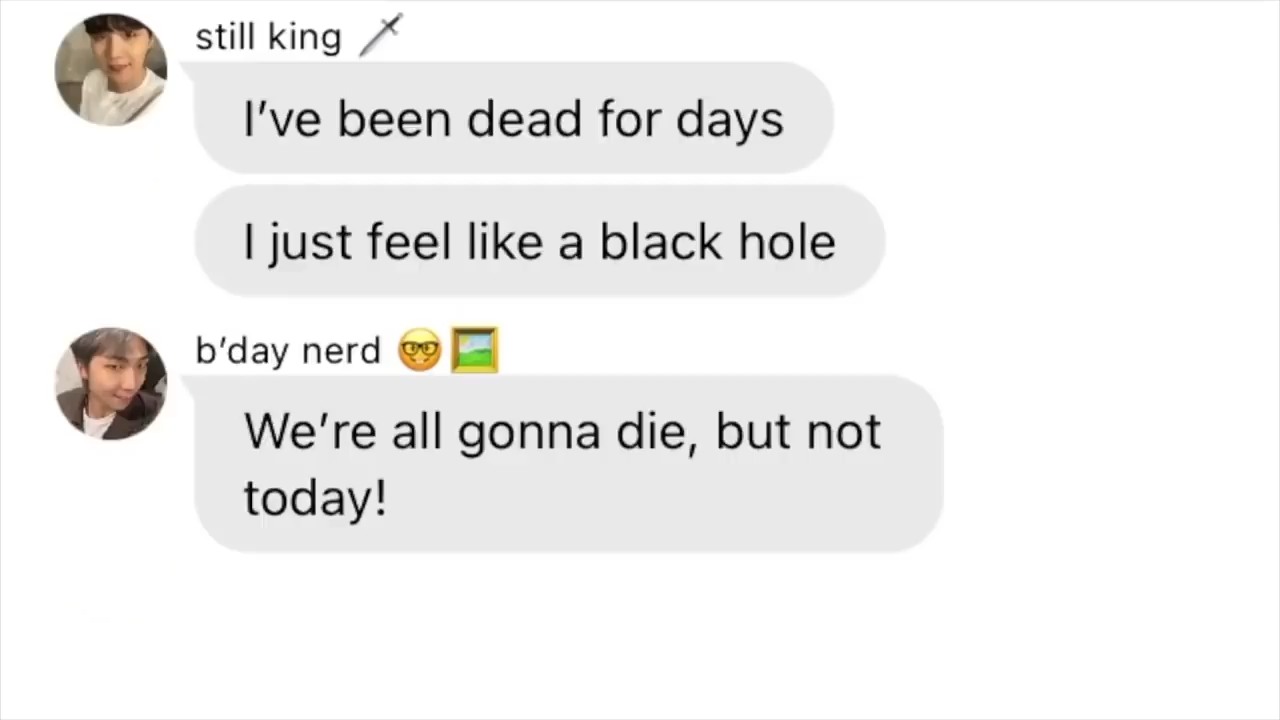 still king 🗡️
I’ve been dead for days
I just feel like a black hole
b’day nerd 🤓🖼️
We’re all gonna die, but not
today!